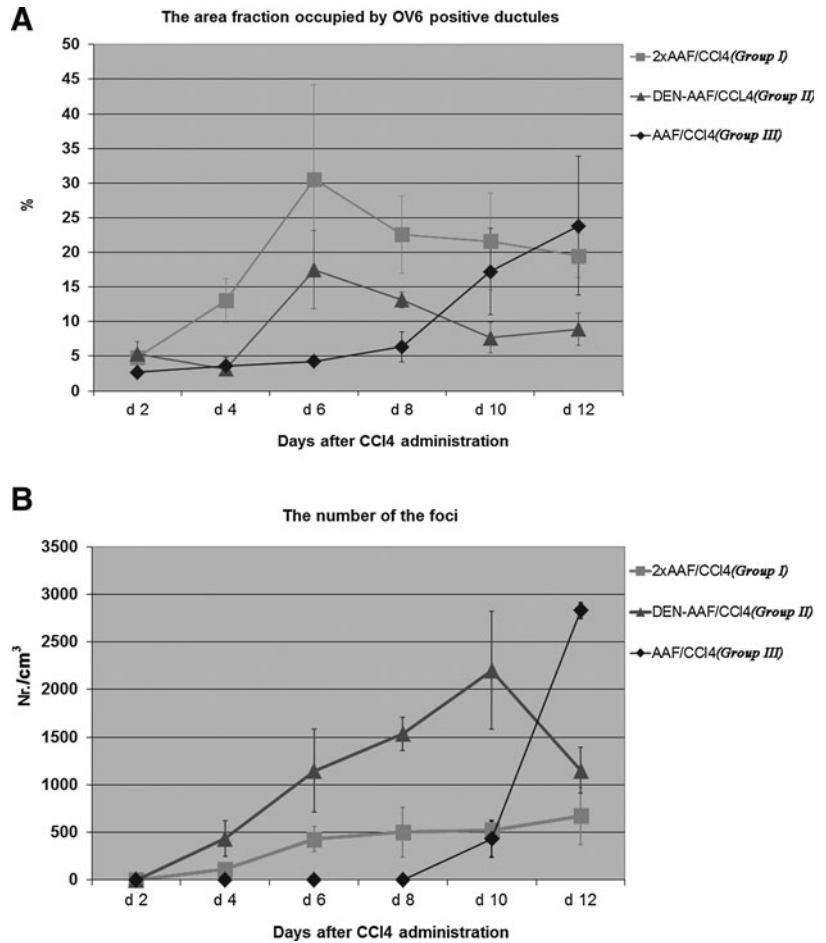 A
The area fraction occupied by OV6 positive ductules
50
45
40
35
30
25
20
15
10
5
0
%
d 2 d 4 d 6 d 8 d 10 d 12
Days after CCl4 administration
2xAAF/CCl4(Group I)
DEN-AAF/CCL4(Group II)
AAF/CCl4(Group III)
B
The number of the foci
3500
3000
2500
2000
1500
1000
500
0
Nr./cm³
d 2 d 4 d 6 d 8 d 10 d 12
Days after CCl4 administration
2xAAF/CCl4(Group I)
DEN-AAF/CCl4(Group II)
AAF/CCl4(Group III)